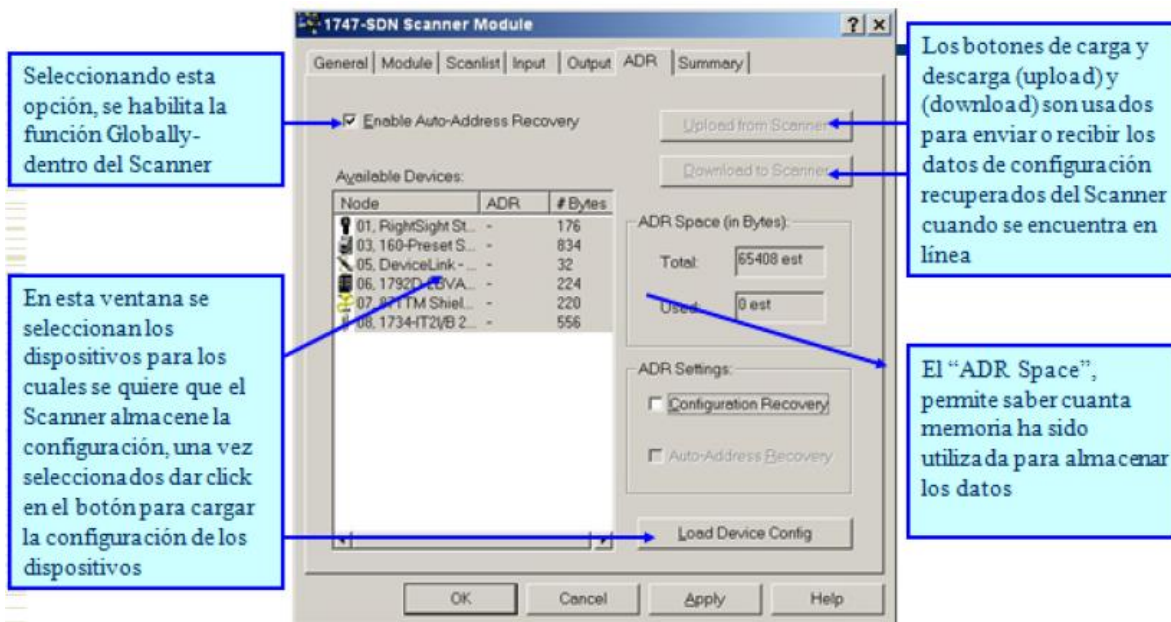 1747-SDN Scanner Module
General Module Scanlist Input Output ADR Summary
Seleccionando esta
opción, se habilita la
función Globally-
dentro del Scanner
En esta ventana se
seleccionan los
dispositivos para los
cuales se quiere que el
Scanner almacene la
configuración, una vez
seleccionados dar click
en el botón para cargar
la configuración de los
dispositivos
Enable Auto-Address Recovery
Upload from Scanner
Download to Scanner
Available Devices:
Node ADR # Bytes
01, RightSight St... - 176
03, 160-Preset S... - 834
05, DeviceLink -... - 32
06, 1792D- - 224
07, 871TM Shiel... - 220
08, 1734-IT2I/B 2... - 556
ADR Space (in Bytes):
Total: 65408 est
Used: 0 est
ADR Settings:
Configuration Recovery
Auto-Address Recovery
Load Device Config
OK Cancel Apply Help
Los botones de carga y
descarga (upload) y
(download) son usados
para enviar o recibir los
datos de configuración
recuperados del Scanner
cuando se encuentra en
línea
El “ADR Space”,
permite saber cuanta
memoria ha sido
utilizada para almacenar
los datos